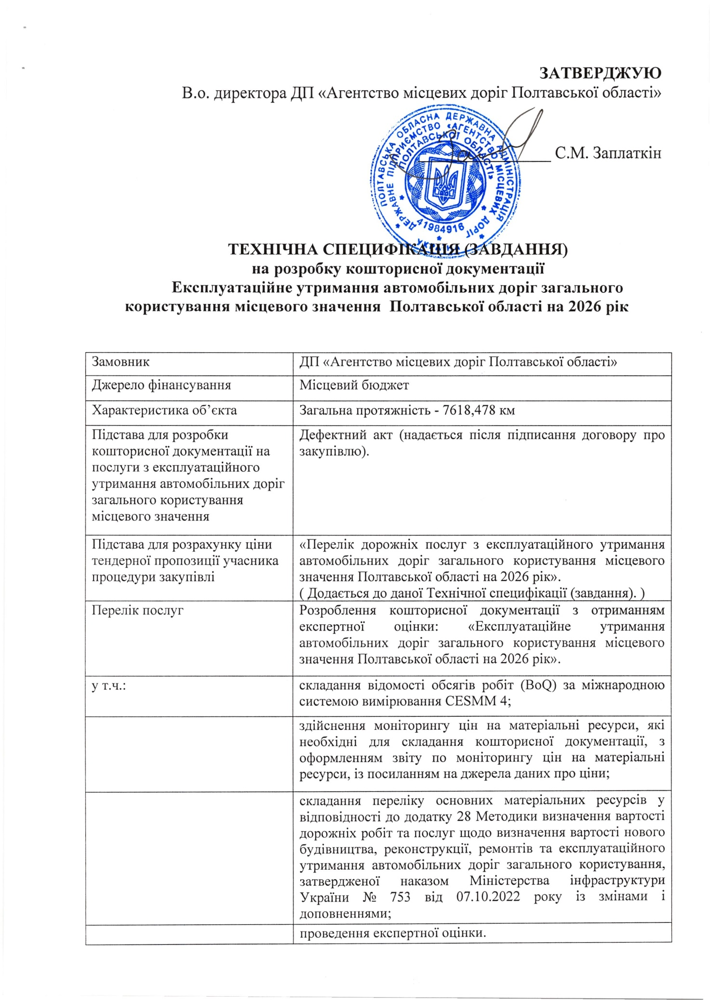 ЗАТВЕРДЖУЮ
В.о. директора ДП «Агентство місцевих доріг Полтавської області»
С.М. Заплаткін
ПОЛТАВСЬКА ОБЛАСНА ДЕРЖАВНА АДМІНІСТРАЦІЯ
ДЕРЖАВНЕ ПІДПРИЄМСТВО «АГЕНТСТВО МІСЦЕВИХ ДОРІГ
ПОЛТАВСЬКОЇ ОБЛАСТІ»
41984916
УКРАЇНА
ТЕХНІЧНА СПЕЦИФІКАЦІЯ (ЗАВДАННЯ)
на розробку кошторисної документації
Експлуатаційне утримання автомобільних доріг загального
користування місцевого значення Полтавської області на 2026 рік
Замовник
ДП «Агентство місцевих доріг Полтавської області»
Джерело фінансування
Місцевий бюджет
Характеристика об’єкта
Загальна протяжність - 7618,478 км
Підстава для розробки
кошторисної документації на
послуги з експлуатаційного
утримання автомобільних доріг
загального користування
місцевого значення
Дефектний акт (надається після підписання договору про
закупівлю).
Підстава для розрахунку ціни
тендерної пропозиції учасника
процедури закупівлі
«Перелік дорожніх послуг з експлуатаційного утримання
автомобільних доріг загального користування місцевого
значення Полтавської області на 2026 рік».
( Додається до даної Технічної специфікації (завдання). )
Перелік послуг
Розроблення кошторисної документації з отриманням
експертної оцінки: «Експлуатаційне утримання
автомобільних доріг загального користування місцевого
значення Полтавської області на 2026 рік».
у т.ч.:
складання відомості обсягів робіт (BoQ) за міжнародною
системою вимірювання CESMM 4;
здійснення моніторингу цін на матеріальні ресурси, які
необхідні для складання кошторисної документації, з
оформленням звіту по моніторингу цін на матеріальні
ресурси, із посиланням на джерела даних про ціни;
складання переліку основних матеріальних ресурсів у
відповідності до додатку 28 Методики визначення вартості
дорожніх робіт та послуг щодо визначення вартості нового
будівництва, реконструкції, ремонтів та експлуатаційного
утримання автомобільних доріг загального користування,
затвердженої наказом Міністерства інфраструктури
України № 753 від 07.10.2022 року із змінами і
доповненнями;
проведення експертної оцінки.